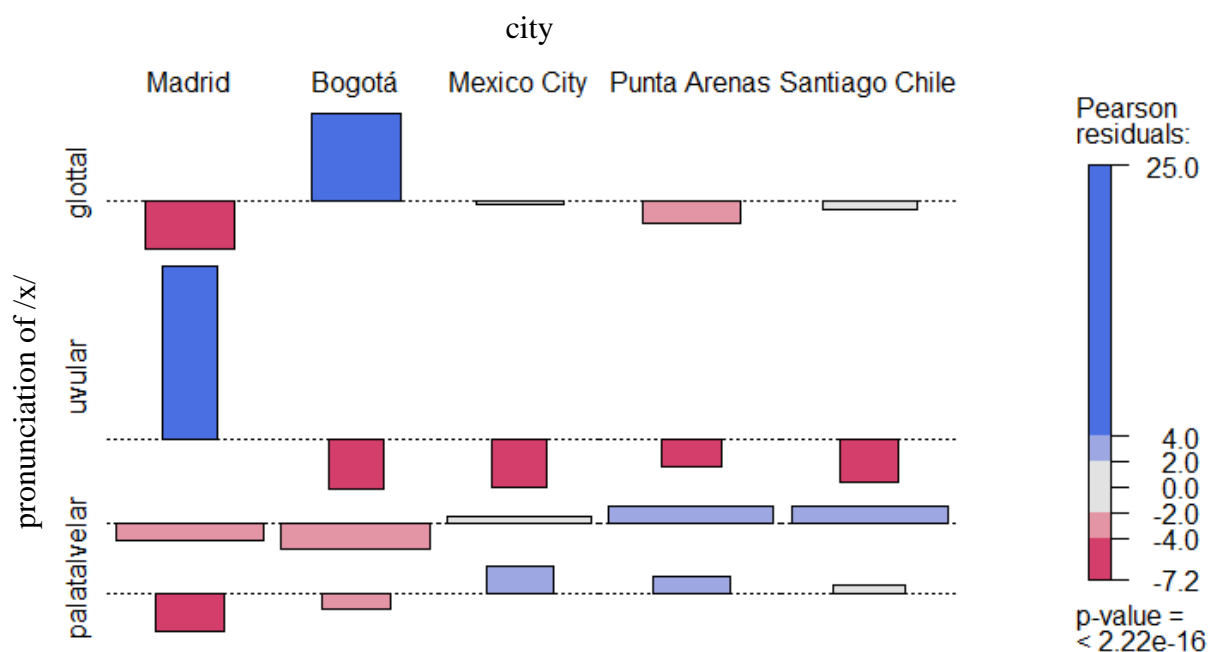 city
Madrid Bogotá Mexico City Punta Arenas Santiago Chile
pronunciation of /x/
glottal
uvular
velar
palatal
Pearson
residuals:
25.0
4.0
2.0
0.0
-2.0
-4.0
-7.2
p-value =
< 2.22e-16